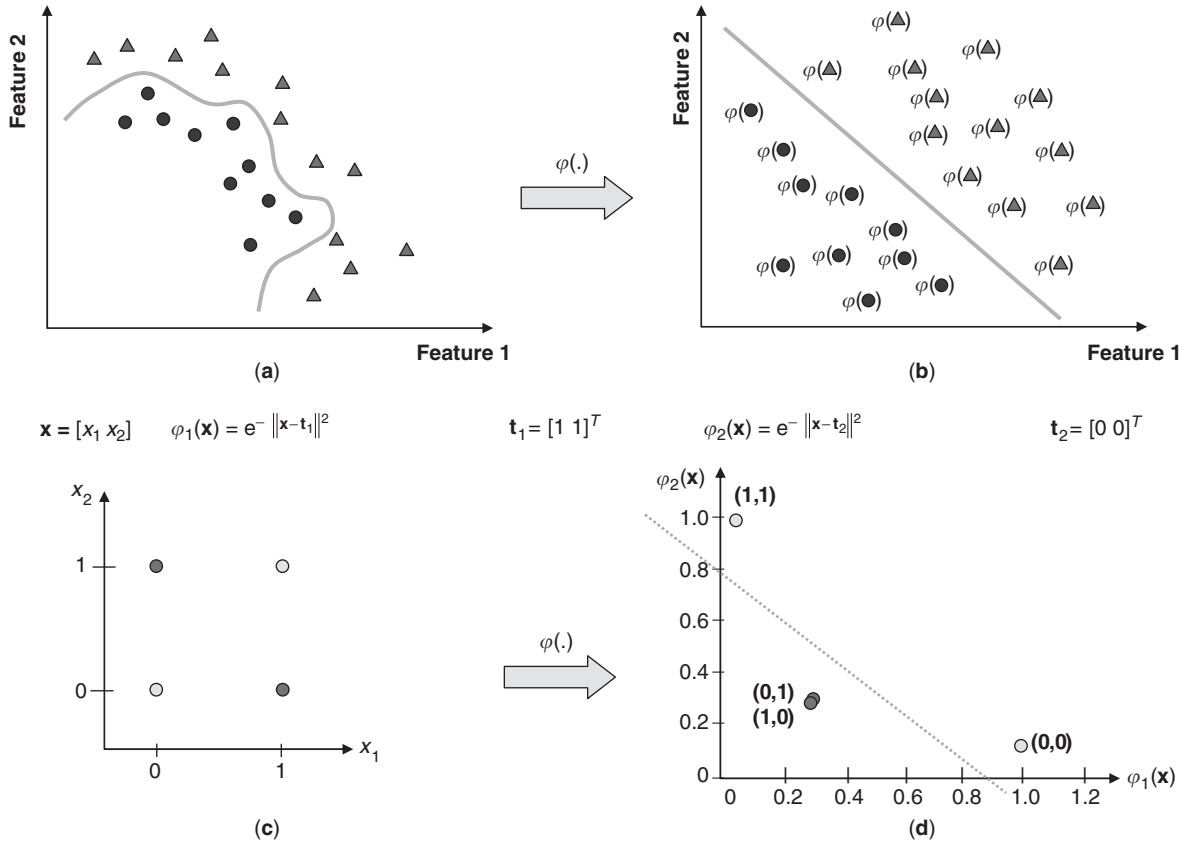 Feature 2
φ(.)
Feature 1
(a)
Feature 2
φ(▲)
φ(▲)
φ(▲)
φ(▲)
φ(▲)
φ(▲)
φ(●)
φ(▲)
φ(▲)
φ(●)
φ(▲)
φ(▲)
φ(●)
φ(●)
φ(▲)
φ(▲)
φ(●)
φ(●)
φ(●)
φ(●)
φ(▲)
φ(●)
φ(●)
Feature 1
(b)
x = [x₁ x₂]
φ₁(x) = e⁻ ‖x–t₁‖²
t₁= [1 1]ᵀ
φ₂(x) = e⁻ ‖x–t₂‖²
t₂= [0 0]ᵀ
x₂
1
0
0
1
x₁
(c)
φ(.)
φ₂(x)
(1,1)
1.0
0.8
0.6
0.4
(0,1)
(1,0)
0.2
(0,0)
0
φ₁(x)
0
0.2
0.4
0.6
0.8
1.0
1.2
(d)